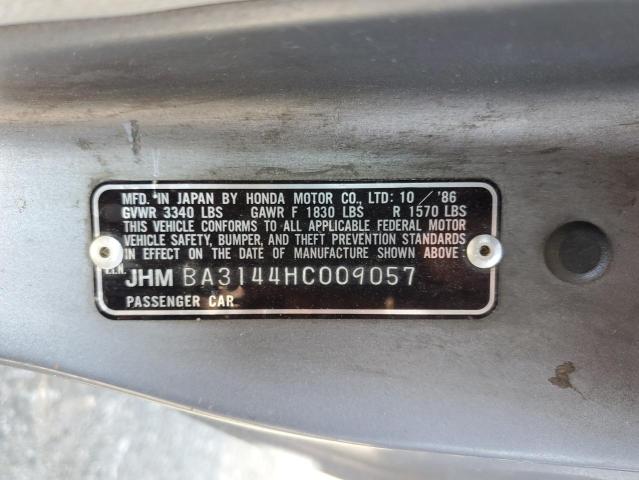 MFD. IN JAPAN BY HONDA MOTOR CO., LTD: 10 / '86
GVWR 3340 LBS GAWR F 1830 LBS R 1570 LBS
THIS VEHICLE CONFORMS TO ALL APPLICABLE FEDERAL MOTOR
VEHICLE SAFETY, BUMPER, AND THEFT PREVENTION STANDARDS
IN EFFECT ON THE DATE OF MANUFACTURE SHOWN ABOVE.
V.I.N. JHM BA3144HC009057
PASSENGER CAR